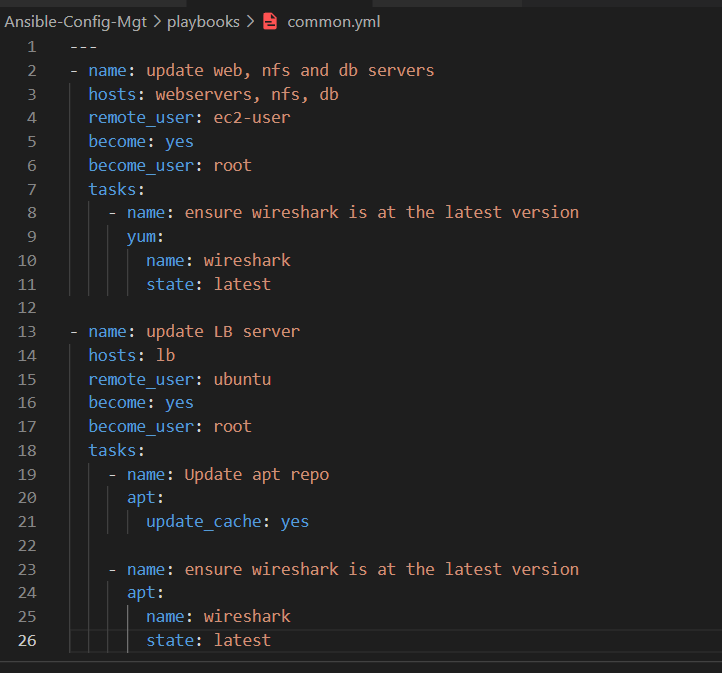 Ansible-Config-Mgt > playbooks > common.yml
1 ---
2 - name: update web, nfs and db servers
3 hosts: webservers, nfs, db
4 remote_user: ec2-user
5 become: yes
6 become_user: root
7 tasks:
8 - name: ensure wireshark is at the latest version
9 yum:
10 name: wireshark
11 state: latest
12
13 - name: update LB server
14 hosts: lb
15 remote_user: ubuntu
16 become: yes
17 become_user: root
18 tasks:
19 - name: Update apt repo
20 apt:
21 update_cache: yes
22
23 - name: ensure wireshark is at the latest version
24 apt:
25 name: wireshark
26 state: latest